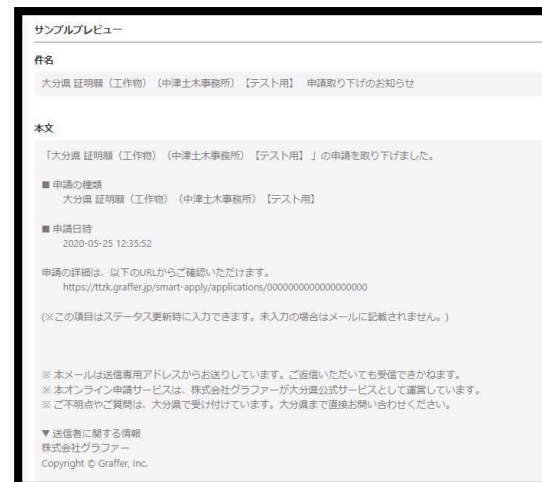 サンプルプレビュー
件名
大分県 証明願（工作物）（中津土木事務所）【テスト用】　申請取り下げのお知らせ
本文
「大分県 証明願（工作物）（中津土木事務所）【テスト用】」の申請を取り下げました。
■ 申請の種類
大分県 証明願（工作物）（中津土木事務所）【テスト用】
■ 申請日時
2020-05-25 12:35:52
申請の詳細は、以下のURLからご確認いただけます。
https://ttzk.graffer.jp/smart-apply/applications/0000000000000000000
(※この項目はステータス更新時に入力できます。未入力の場合はメールに記載されません。)
※ 本メールは送信専用アドレスからお送りしています。ご返信いただいても受信できかねます。
※ 本オンライン申請サービスは、株式会社グラファーが大分県公式サービスとして運営しています。
※ ご不明点やご質問は、大分県で受け付けています。大分県まで直接お問い合わせください。
▼ 送信者に関する情報
株式会社グラファー
Copyright © Graffer, Inc.